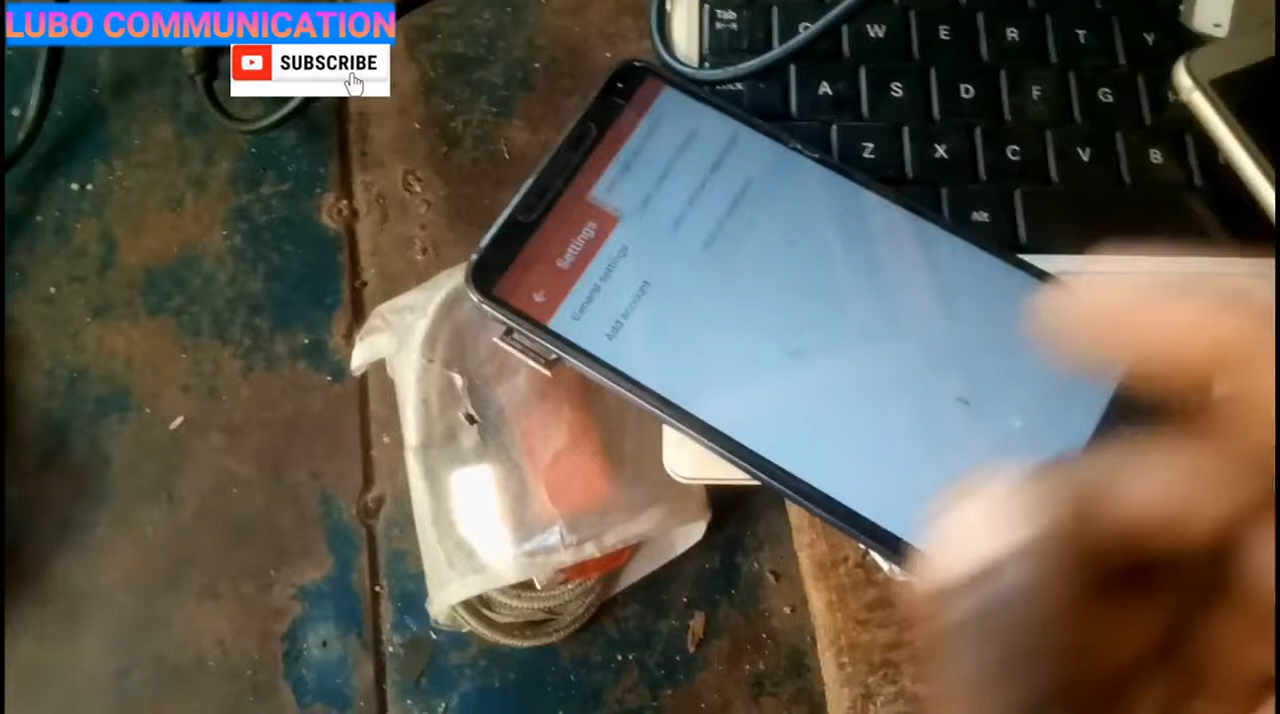 LUBO COMMUNICATION
SUBSCRIBE
Settings
General settings
Add account
Tab
W
E
R
T
Y
A
S
D
F
G
Z
X
C
V
B
Alt